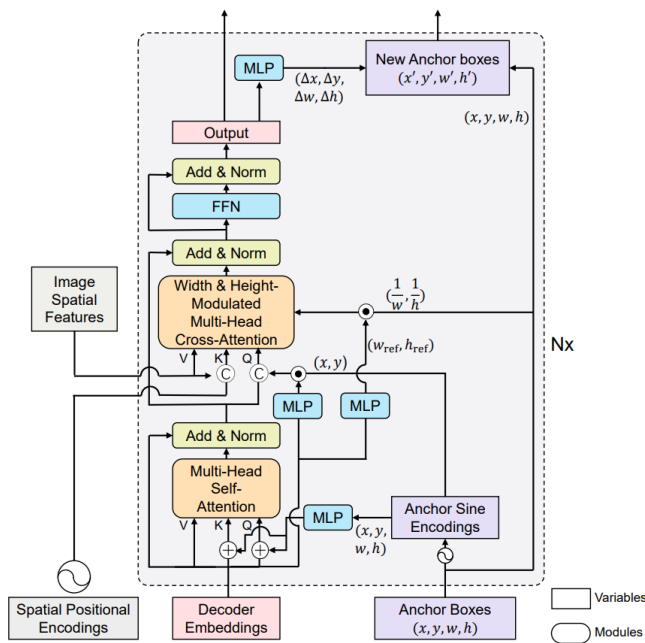 MLP
(Δx, Δy,
Δw, Δh)
New Anchor boxes
(x′, y′, w′, h′)
(x, y, w, h)
Output
Add & Norm
FFN
Add & Norm
Image
Spatial
Features
Width & Height-
Modulated
Multi-Head
Cross-Attention
(1/w, 1/h)
(w_ref, h_ref)
Nx
V
K
Q
C
C
(x, y)
MLP
MLP
Add & Norm
Multi-Head
Self-
Attention
V
K
Q
MLP
(x, y,
w, h)
Anchor Sine
Encodings
Spatial Positional
Encodings
Decoder
Embeddings
Anchor Boxes
(x, y, w, h)
Variables
Modules